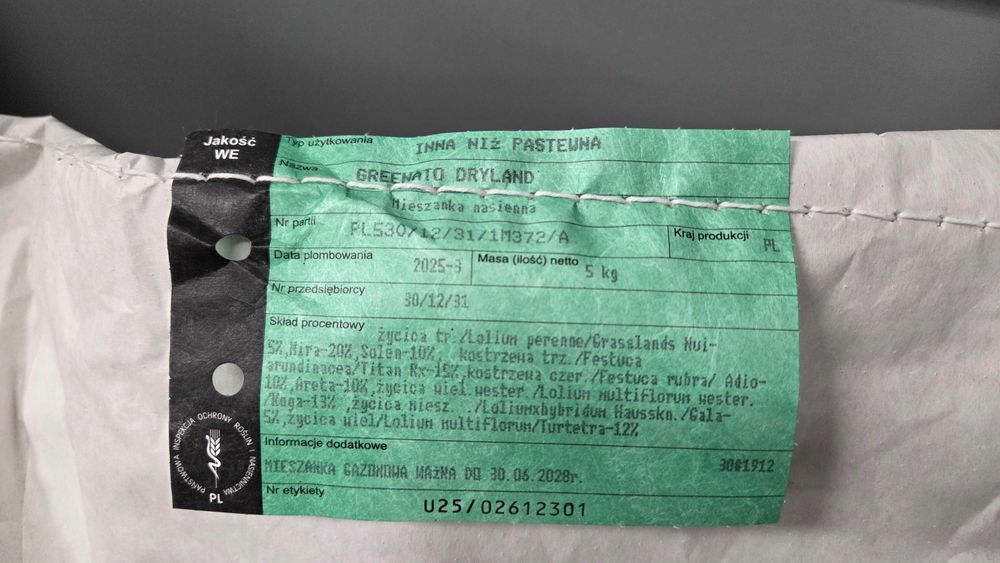 Jakość
WE
Typ użytkowania INNA NIŻ PASTEWNA
Nazwa GREENATO DRYLAND
Mieszanka nasienna
Nr partii PL530/12/31/1M372/A Kraj produkcji PL
Data plombowania 2025-3 Masa (ilość) netto 5 kg
Nr przedsiębiorcy 30/12/31
Skład procentowy
życica tr./Lolium perenne/Grasslands Nui-
5%,Nira-20%,Solen-10%, kostrzewa trz./Festuca
arundinacea/Titan Rx-15%,kostrzewa czer./Festuca rubra/ Adio-
10%,Areta-10%,życica wiel.wester./Lolium multiflorum wester.
/Koga-13% ,życica miesz. ./Loliumxhybridum Hausskn./Gala-
5%,życica wiel/Lolium multiflorum/Turtetra-12%
Informacje dodatkowe
MIESZANKA GAZONOWA WAŻNA DO 30.06.2028r. 3081912
Nr etykiety
U25/02612301
PAŃSTWOWA INSPEKCJA OCHRONY ROŚLIN I NASIENNICTWA
PL